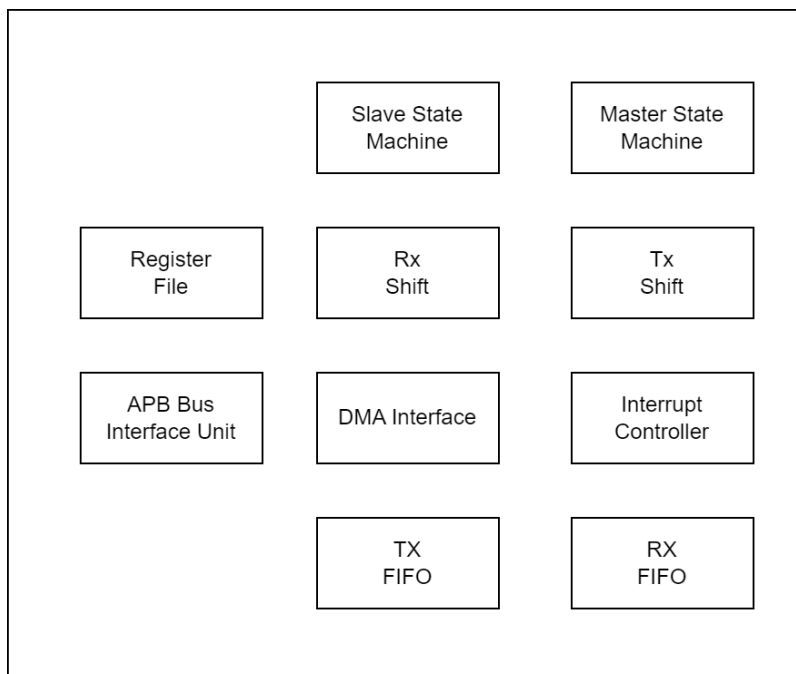 Slave State
Machine
Master State
Machine
Register
File
Rx
Shift
Tx
Shift
APB Bus
Interface Unit
DMA Interface
Interrupt
Controller
TX
FIFO
RX
FIFO